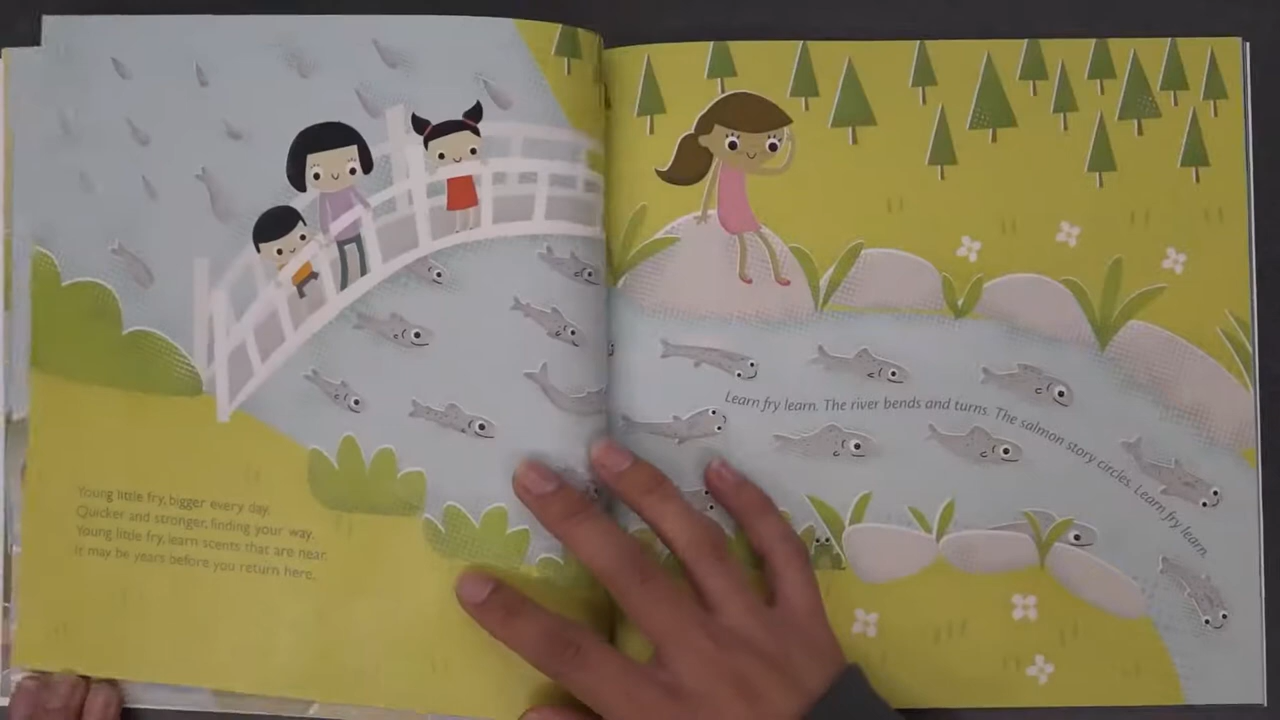 Young little fry, bigger every day.
Quicker and stronger, finding your way.
Young little fry, learn scents that are near.
It may be years before you return here.
Learn fry learn. The river bends and turns. The salmon story circles. Learn fry learn.